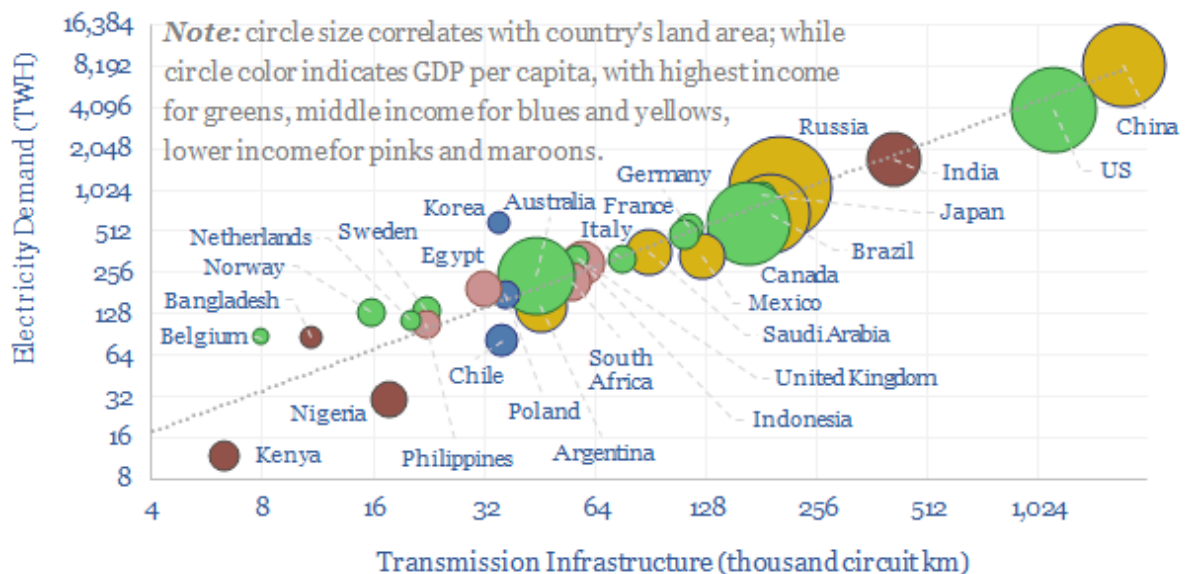 16,384
8,192
4,096
2,048
1,024
512
256
128
64
32
16
8
Electricity Demand (TWH)
Note: circle size correlates with country's land area; while
circle color indicates GDP per capita, with highest income
for greens, middle income for blues and yellows,
lower income for pinks and maroons.
Russia
China
Germany
India
US
Korea
Australia
France
Japan
Netherlands
Sweden
Italy
Norway
Egypt
Brazil
Canada
Bangladesh
Mexico
Belgium
Saudi Arabia
Chile
South
Africa
United Kingdom
Nigeria
Poland
Indonesia
Kenya
Philippines
Argentina
4
8
16
32
64
128
256
512
1,024
Transmission Infrastructure (thousand circuit km)